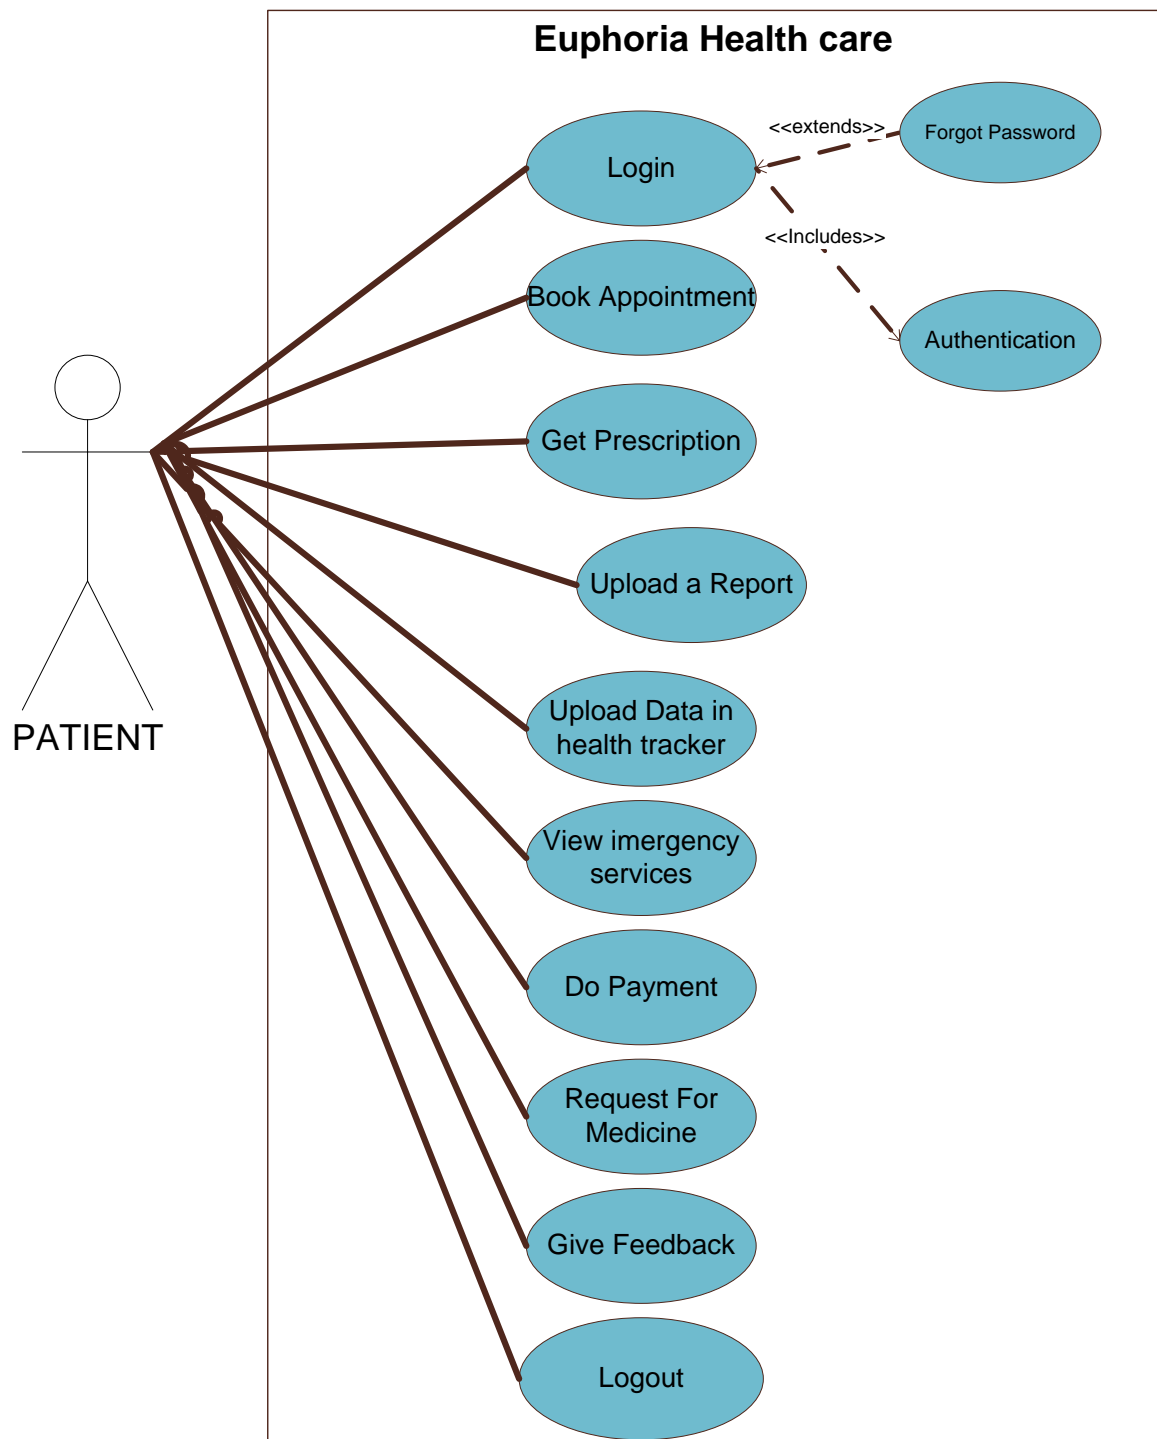 Euphoria Health care
<<extends>>
Forgot Password
Login
<<Includes>>
Book Appointment
Authentication
Get Prescription
Upload a Report
Upload Data in
health tracker
PATIENT
View imergency
services
Do Payment
Request For
Medicine
Give Feedback
Logout